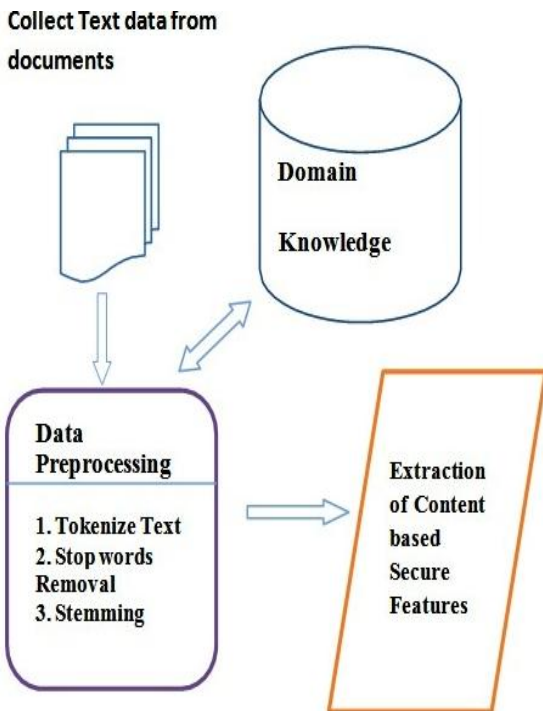 Collect Text data from
documents
Domain
Knowledge
Data
Preprocessing
1. Tokenize Text
2. Stop words
Removal
3. Stemming
Extraction
of Content
based
Secure
Features